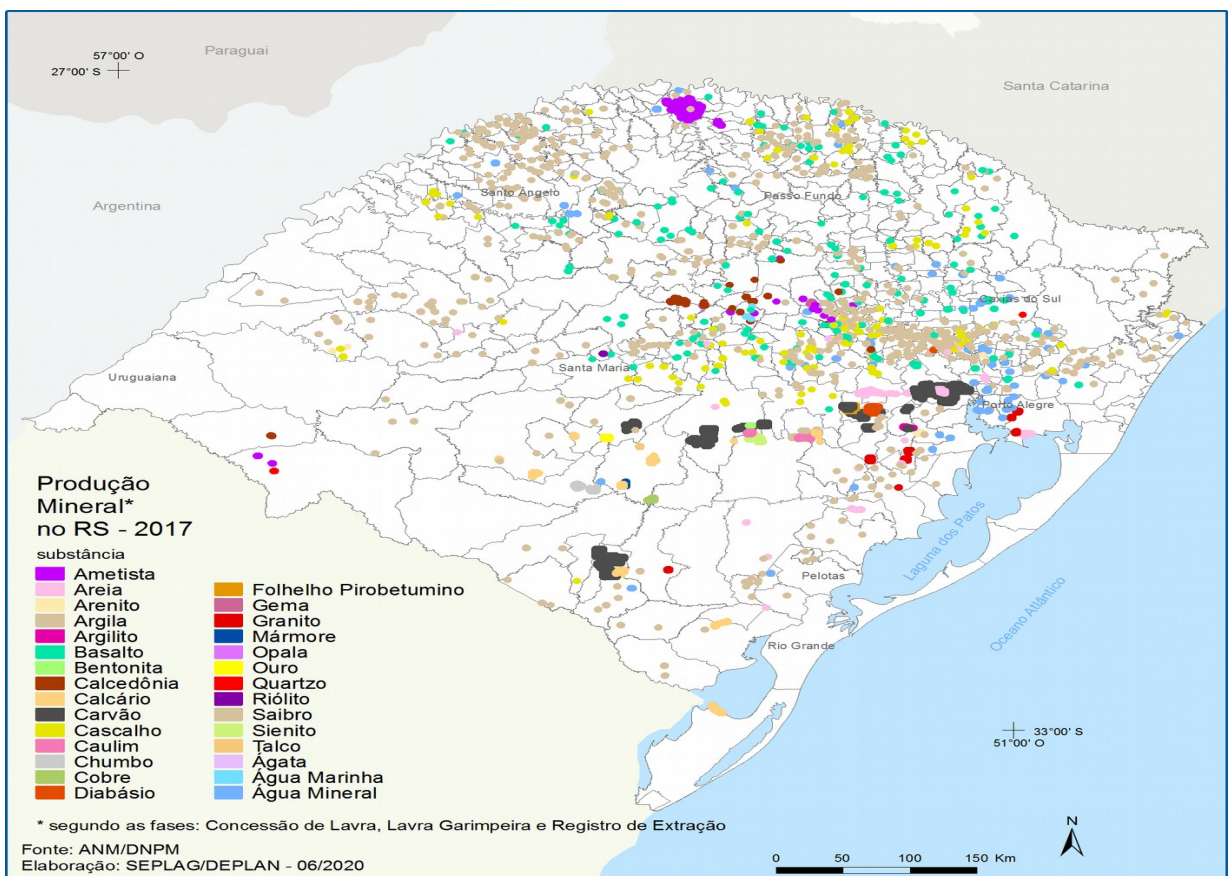 57°00' O
27°00' S
Paraguai
Santa Catarina
Argentina
Santo Ângelo
Passo Fundo
Caxias do Sul
Uruguaiana
Santa Maria
Porto Alegre
Pelotas
Laguna dos Patos
Rio Grande
Oceano Atlântico
33°00' S
51°00' O
Produção
Mineral*
no RS - 2017
substância
Ametista
Areia
Arenito
Argila
Argilito
Basalto
Bentonita
Calcedônia
Calcário
Carvão
Cascalho
Caulim
Chumbo
Cobre
Diabásio
Folhelho Pirobetumino
Gema
Granito
Mármore
Opala
Ouro
Quartzo
Riólito
Saibro
Sienito
Talco
Ágata
Água Marinha
Água Mineral
* segundo as fases: Concessão de Lavra, Lavra Garimpeira e Registro de Extração
Fonte: ANM/DNPM
Elaboração: SEPLAG/DEPLAN - 06/2020
N
0 50 100 150 Km